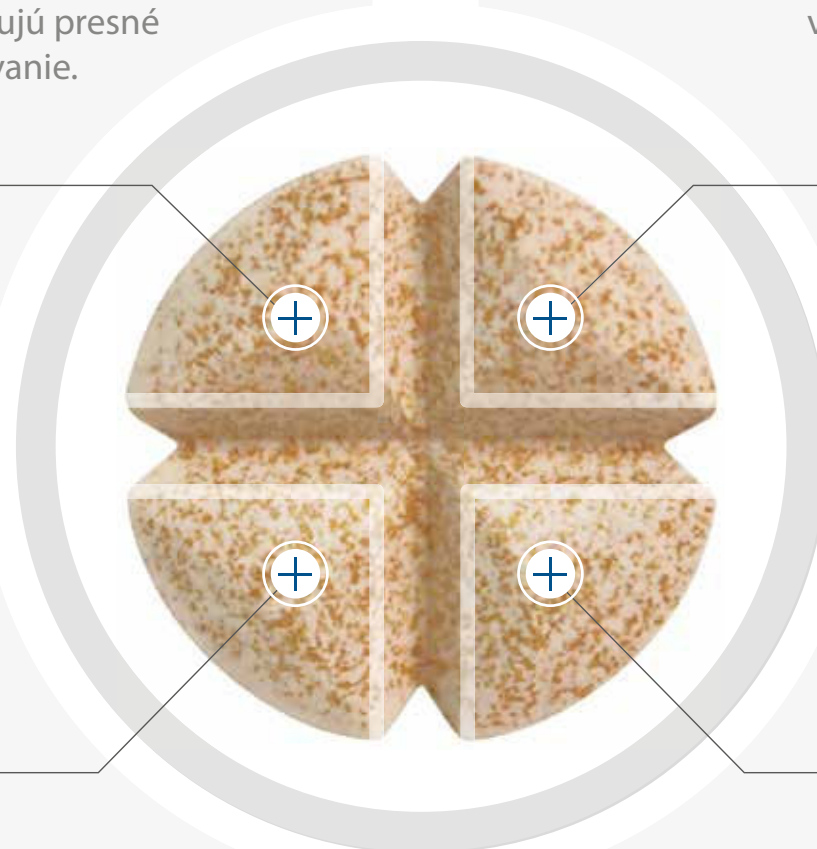 ujú presné
vanie.
v